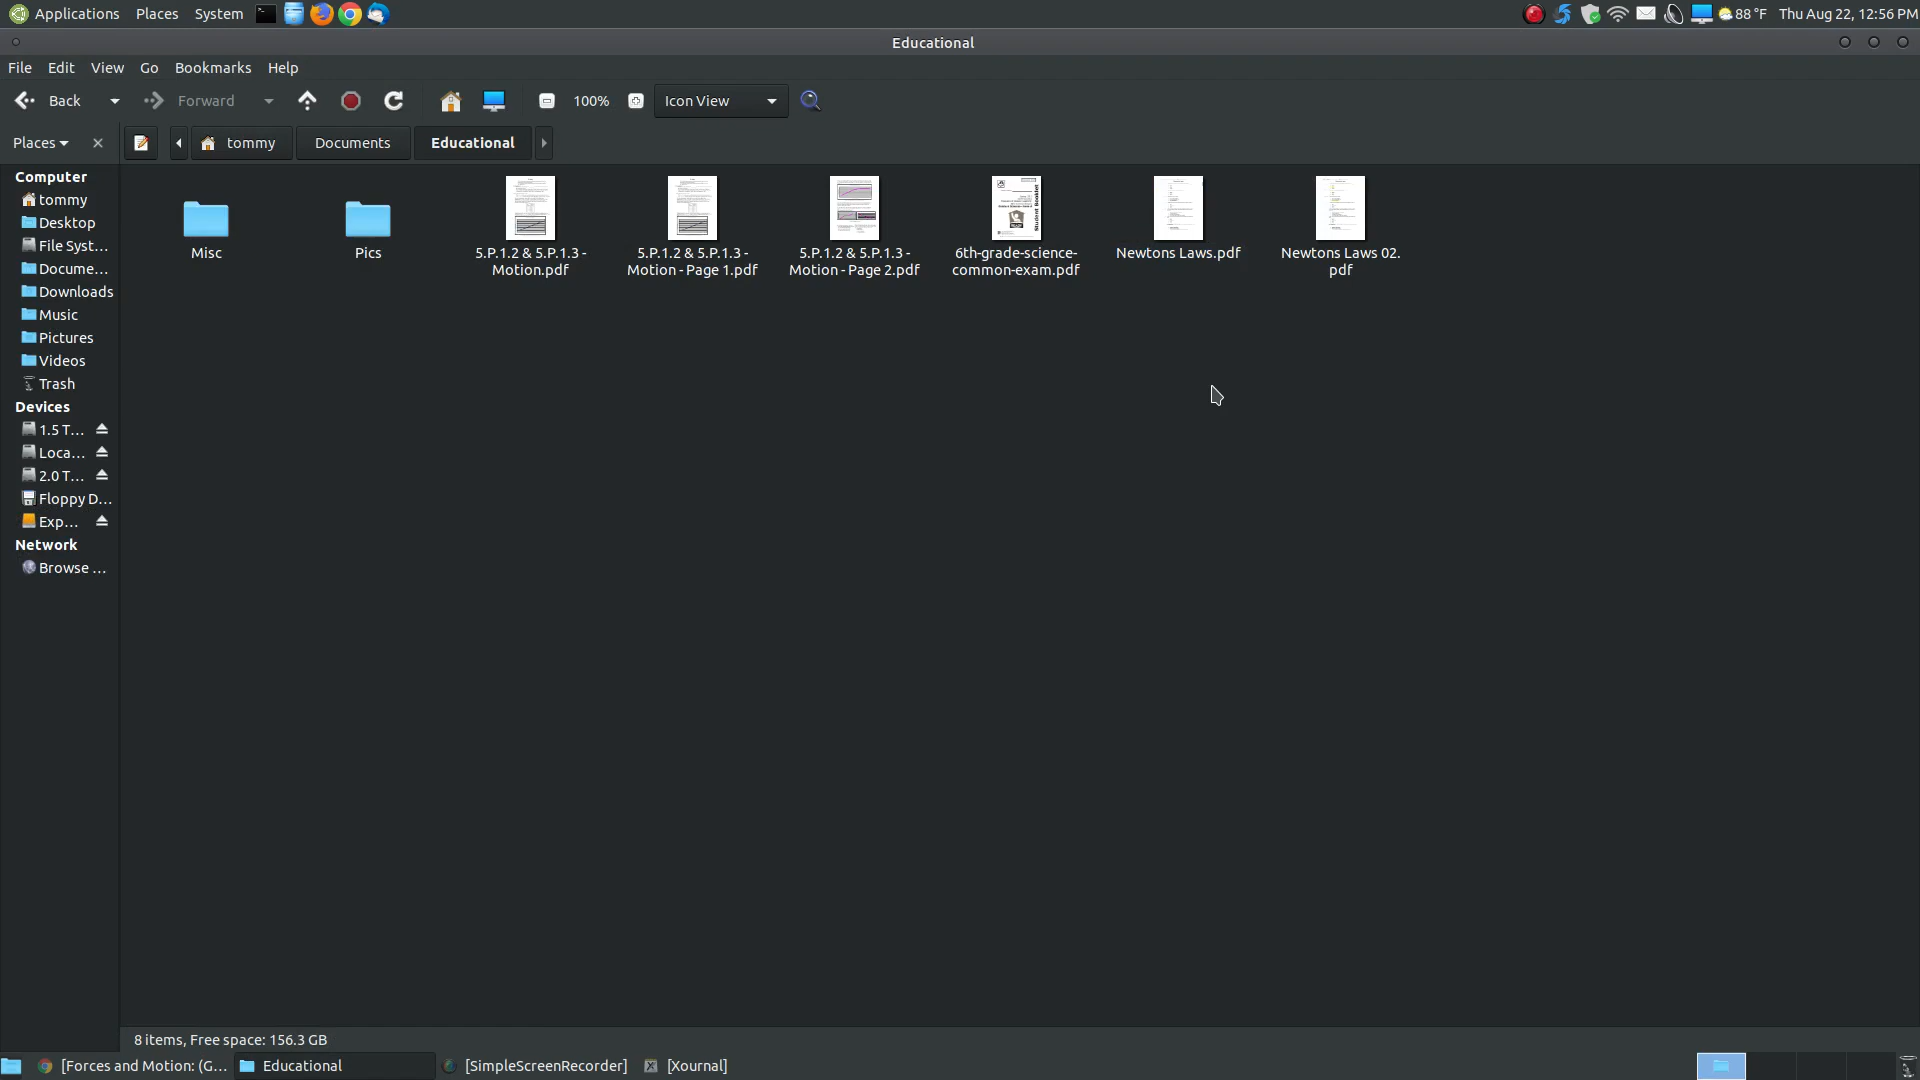 Applications Places System 88 °F Thu Aug 22, 12:56 PM
Educational
File Edit View Go Bookmarks Help
Back Forward 100% Icon View
Places tommy Documents Educational
Computer
tommy
Desktop
File Syst...
Docume...
Downloads
Music
Pictures
Videos
Trash
Devices
1.5 T...
Loca...
2.0 T...
Floppy D...
Exp...
Network
Browse ...
Misc
Pics
5.P.1.2 & 5.P.1.3 -
Motion.pdf
5.P.1.2 & 5.P.1.3 -
Motion - Page 1.pdf
5.P.1.2 & 5.P.1.3 -
Motion - Page 2.pdf
6th-grade-science-
common-exam.pdf
Student Booklet
Newtons Laws.pdf
Newtons Laws 02.
pdf
8 items, Free space: 156.3 GB
[Forces and Motion: (G... Educational [SimpleScreenRecorder] [Xournal]